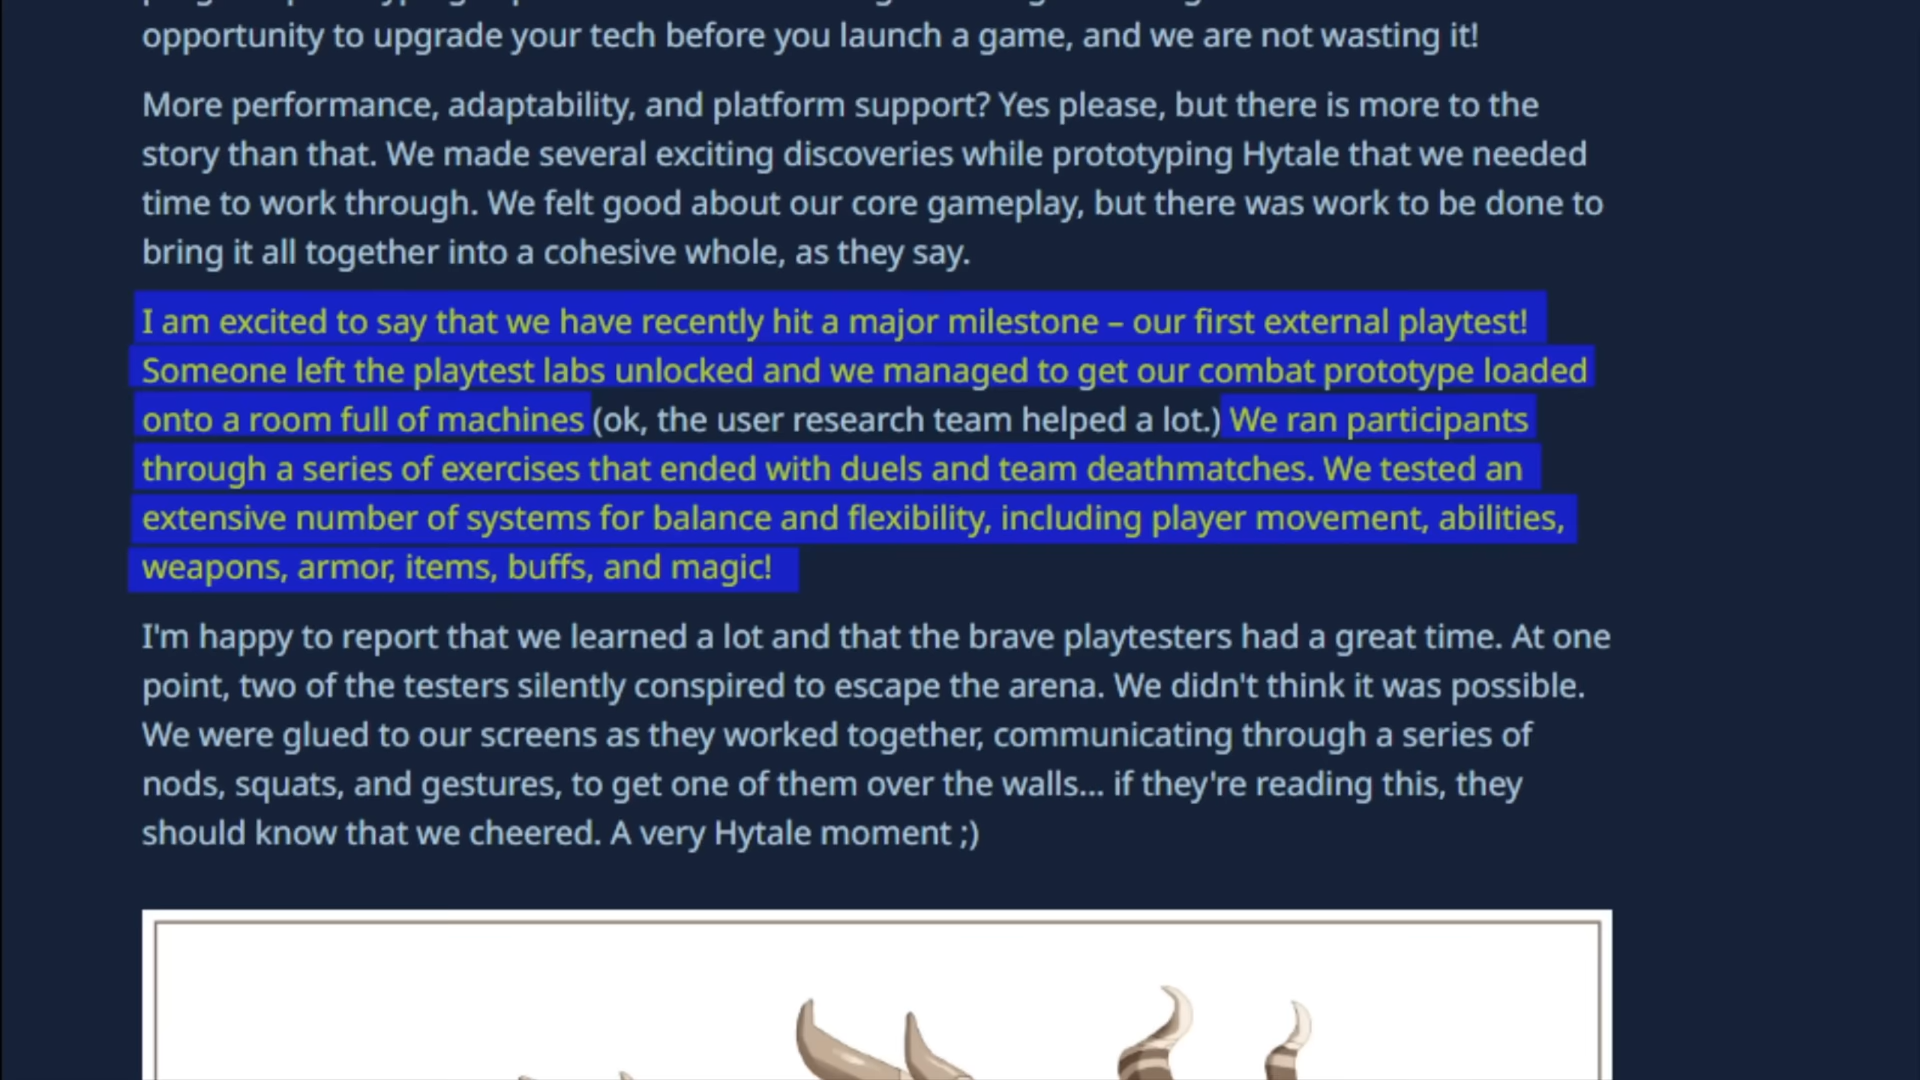 opportunity to upgrade your tech before you launch a game, and we are not wasting it!
More performance, adaptability, and platform support? Yes please, but there is more to the
story than that. We made several exciting discoveries while prototyping Hytale that we needed
time to work through. We felt good about our core gameplay, but there was work to be done to
bring it all together into a cohesive whole, as they say.
I am excited to say that we have recently hit a major milestone – our first external playtest!
Someone left the playtest labs unlocked and we managed to get our combat prototype loaded
onto a room full of machines (ok, the user research team helped a lot.) We ran participants
through a series of exercises that ended with duels and team deathmatches. We tested an
extensive number of systems for balance and flexibility, including player movement, abilities,
weapons, armor, items, buffs, and magic!
I'm happy to report that we learned a lot and that the brave playtesters had a great time. At one
point, two of the testers silently conspired to escape the arena. We didn't think it was possible.
We were glued to our screens as they worked together, communicating through a series of
nods, squats, and gestures, to get one of them over the walls... if they're reading this, they
should know that we cheered. A very Hytale moment ;)